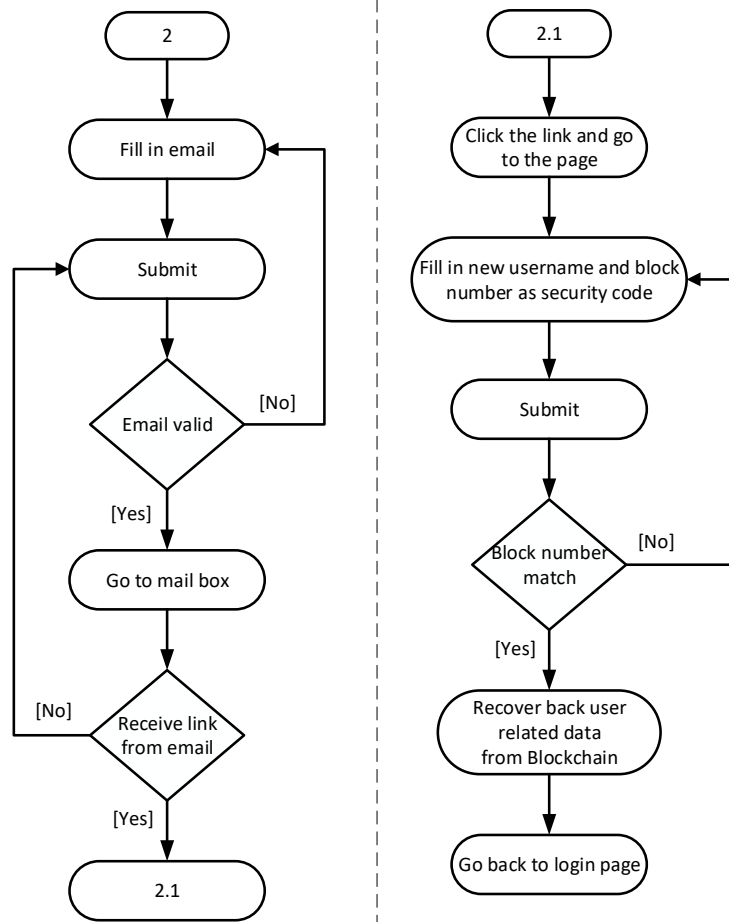 2
Fill in email
Submit
Email valid
[No]
[Yes]
Go to mail box
[No]
Receive link
from email
[Yes]
2.1
2.1
Click the link and go
to the page
Fill in new username and block
number as security code
Submit
[No]
Block number
match
[Yes]
Recover back user
related data
from Blockchain
Go back to login page